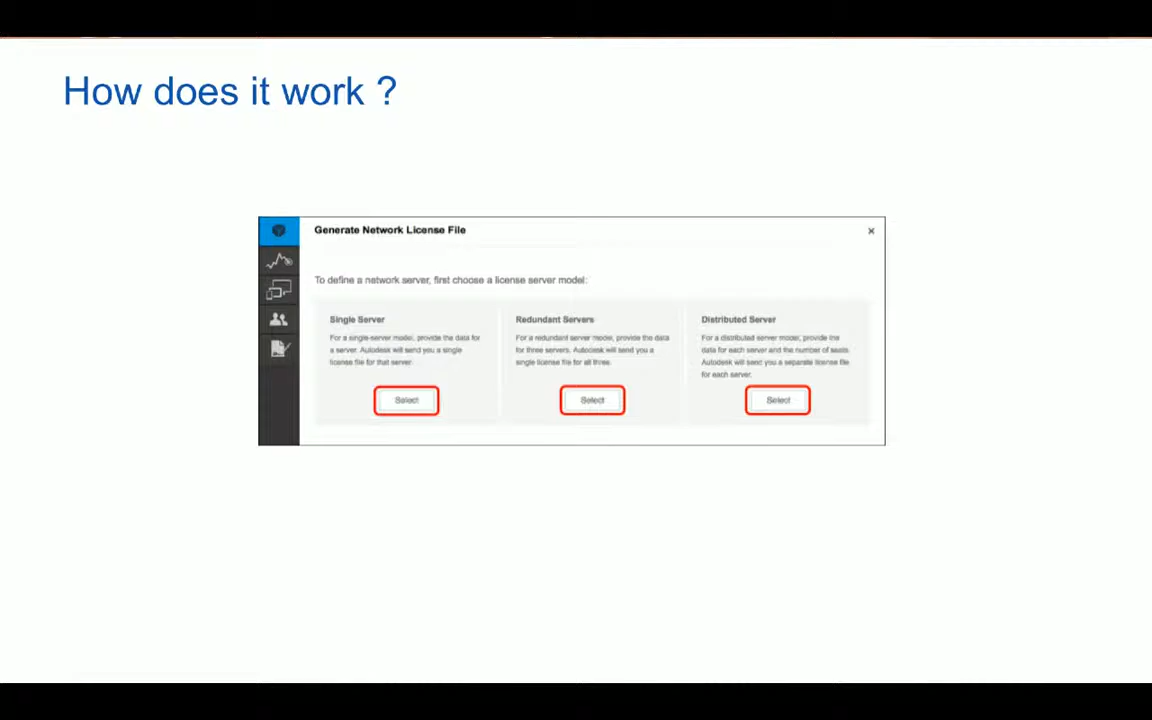 How does it work ?
Generate Network License File
To define a network server, first choose a license server model:
Single Server
For a single-server model, provide the data for
a server. Autodesk will send you a single
license file for that server.
Select
Redundant Servers
For a redundant server model, provide the data
for three servers. Autodesk will send you a
single license file for all three.
Select
Distributed Server
For a distributed server model, provide the
data for each server and the number of seats.
Autodesk will send you a separate license file
for each server.
Select